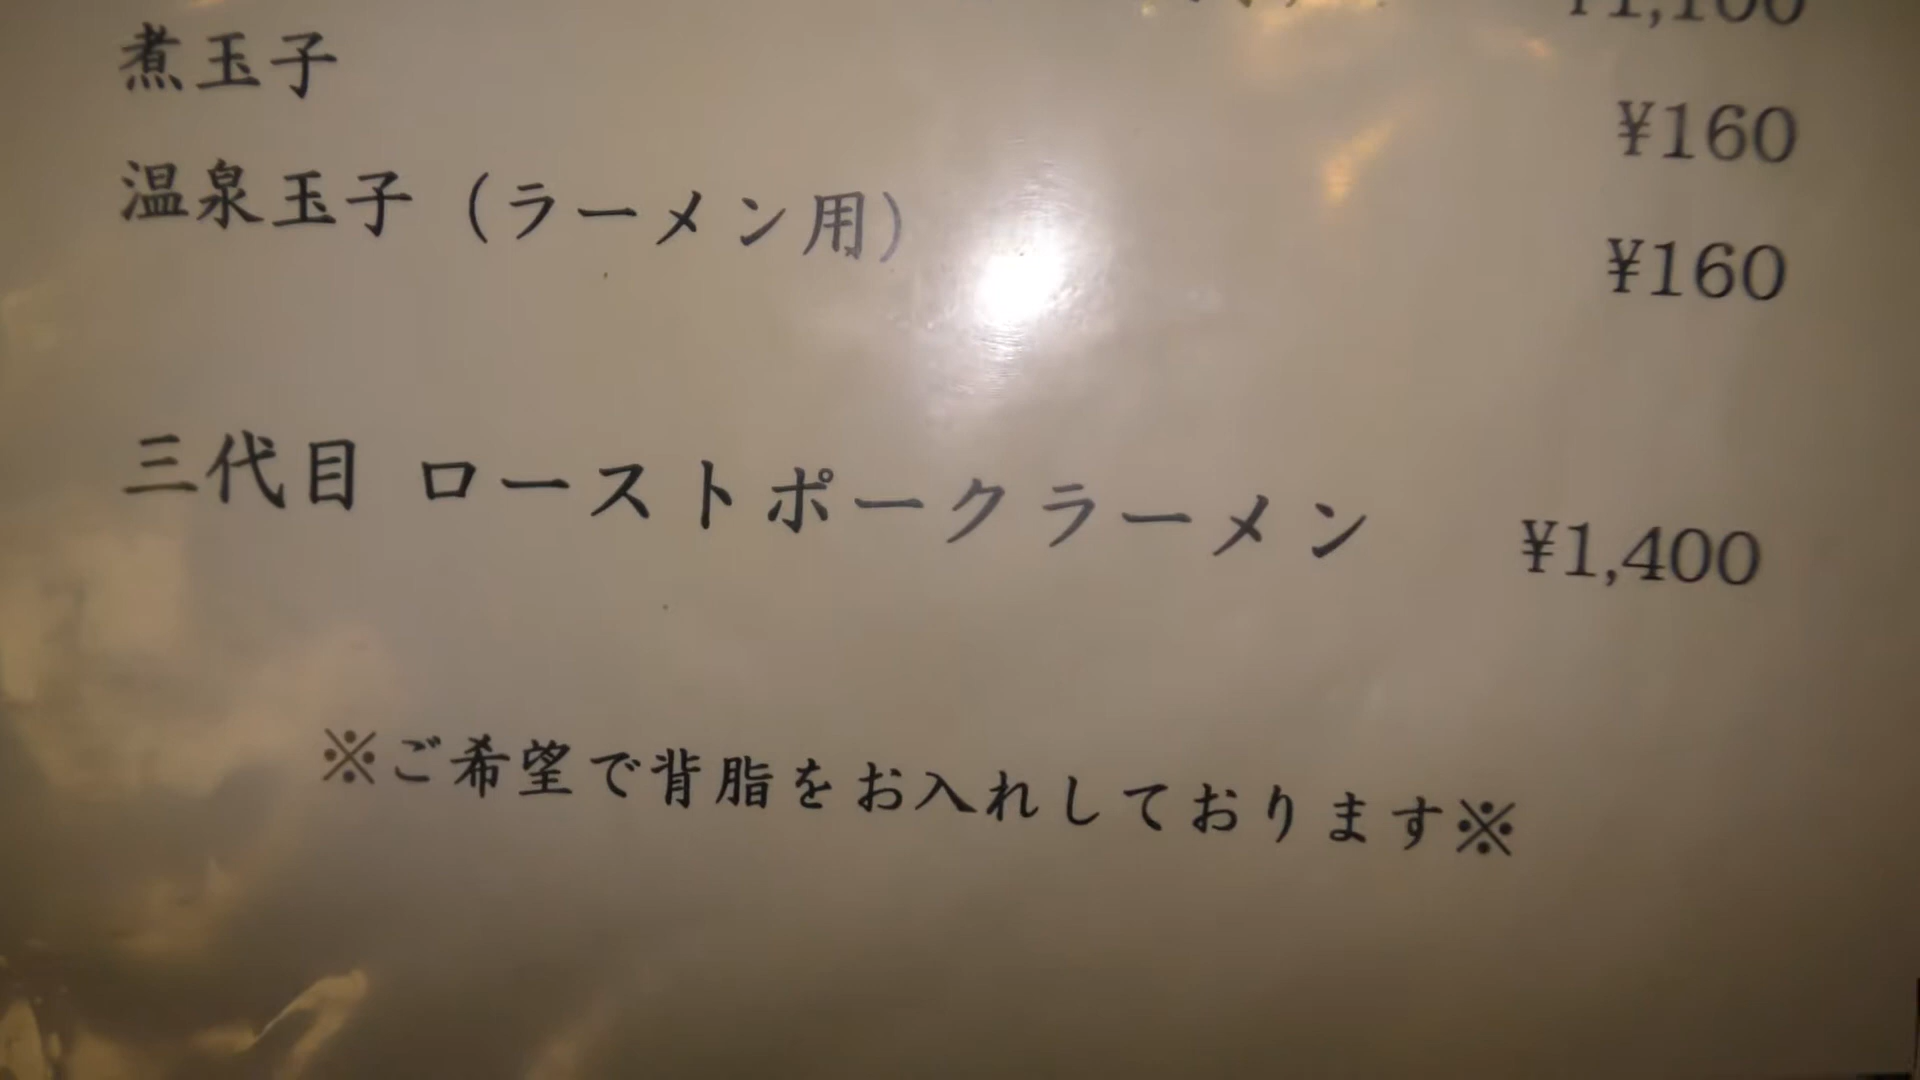 ¥1,100
煮玉子 ¥160
温泉玉子（ラーメン用） ¥160
三代目 ローストポークラーメン ¥1,400
※ご希望で背脂をお入れしております※